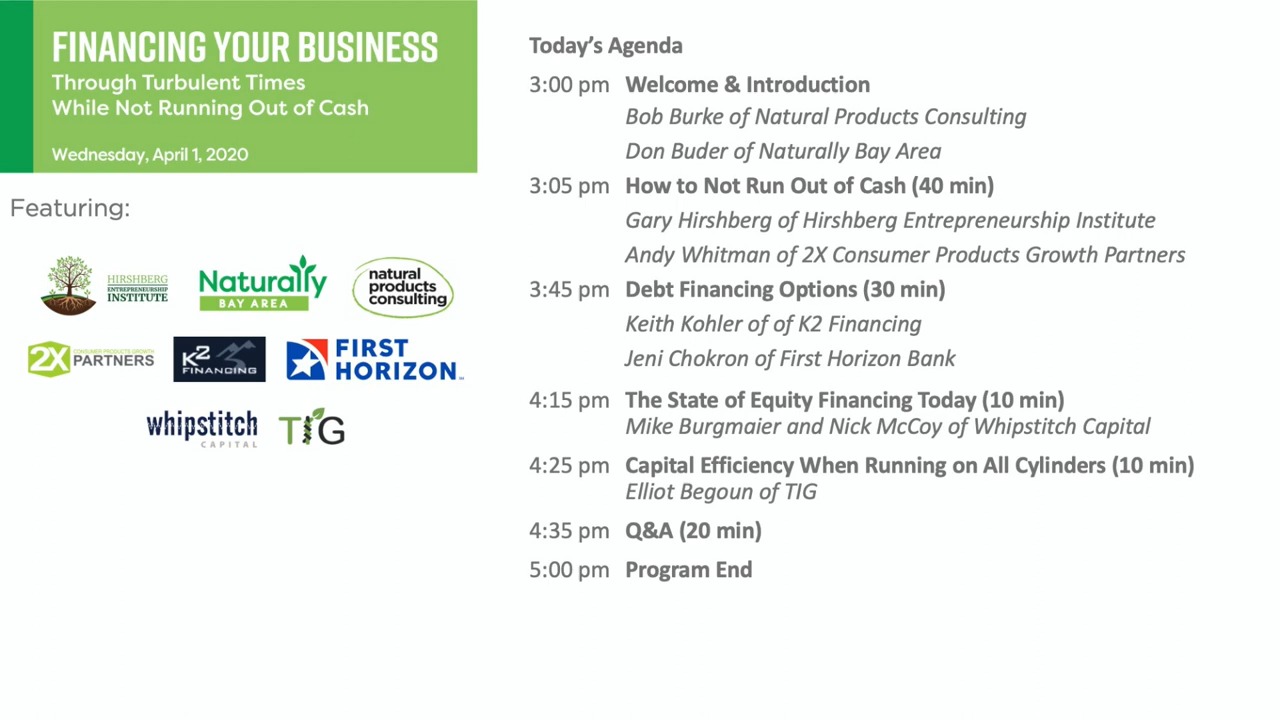 FINANCING YOUR BUSINESS
Through Turbulent Times
While Not Running Out of Cash
Wednesday, April 1, 2020
Featuring:
HIRSHBERG
ENTREPRENEURSHIP
INSTITUTE
Naturally
BAY AREA
natural
products
consulting
2X
CONSUMER PRODUCTS GROWTH
PARTNERS
K2
FINANCING
FIRST
HORIZON
whipstitch
CAPITAL
TIG
Today's Agenda
3:00 pm Welcome & Introduction
Bob Burke of Natural Products Consulting
Don Buder of Naturally Bay Area
3:05 pm How to Not Run Out of Cash (40 min)
Gary Hirshberg of Hirshberg Entrepreneurship Institute
Andy Whitman of 2X Consumer Products Growth Partners
3:45 pm Debt Financing Options (30 min)
Keith Kohler of of K2 Financing
Jeni Chokron of First Horizon Bank
4:15 pm The State of Equity Financing Today (10 min)
Mike Burgmaier and Nick McCoy of Whipstitch Capital
4:25 pm Capital Efficiency When Running on All Cylinders (10 min)
Elliot Begoun of TIG
4:35 pm Q&A (20 min)
5:00 pm Program End